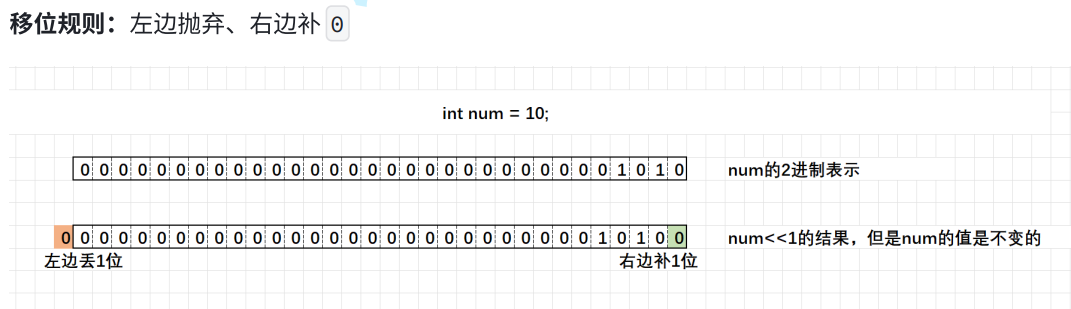 移位规则：左边抛弃、右边补 0
int num = 10;
0 0 0 0 0 0 0 0 0 0 0 0 0 0 0 0 0 0 0 0 0 0 0 0 0 0 0 0 1 0 1 0 num的2进制表示
0 0 0 0 0 0 0 0 0 0 0 0 0 0 0 0 0 0 0 0 0 0 0 0 0 0 0 0 1 0 1 0 0 num<<1的结果，但是num的值是不变的
左边丢1位 右边补1位